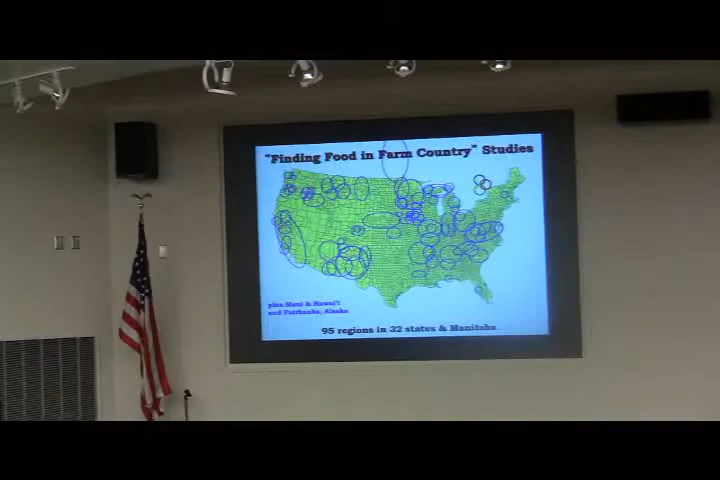 "Finding Food in Farm Country" Studies
plus Maui & Hawai'i
and Fairbanks, Alaska
95 regions in 32 states & Manitoba